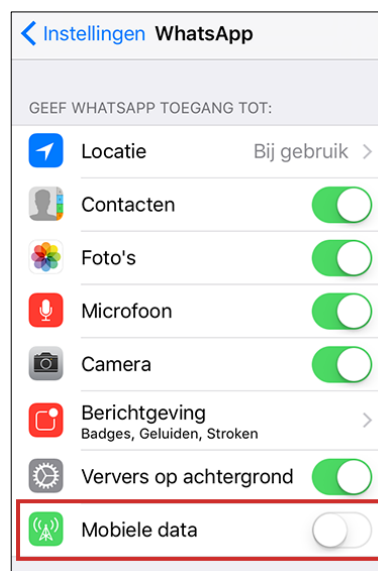 Instellingen WhatsApp
GEEF WHATSAPP TOEGANG TOT:
Locatie Bij gebruik
Contacten
Foto's
Microfoon
Camera
Berichtgeving
Badges, Geluiden, Stroken
Ververs op achtergrond
Mobiele data